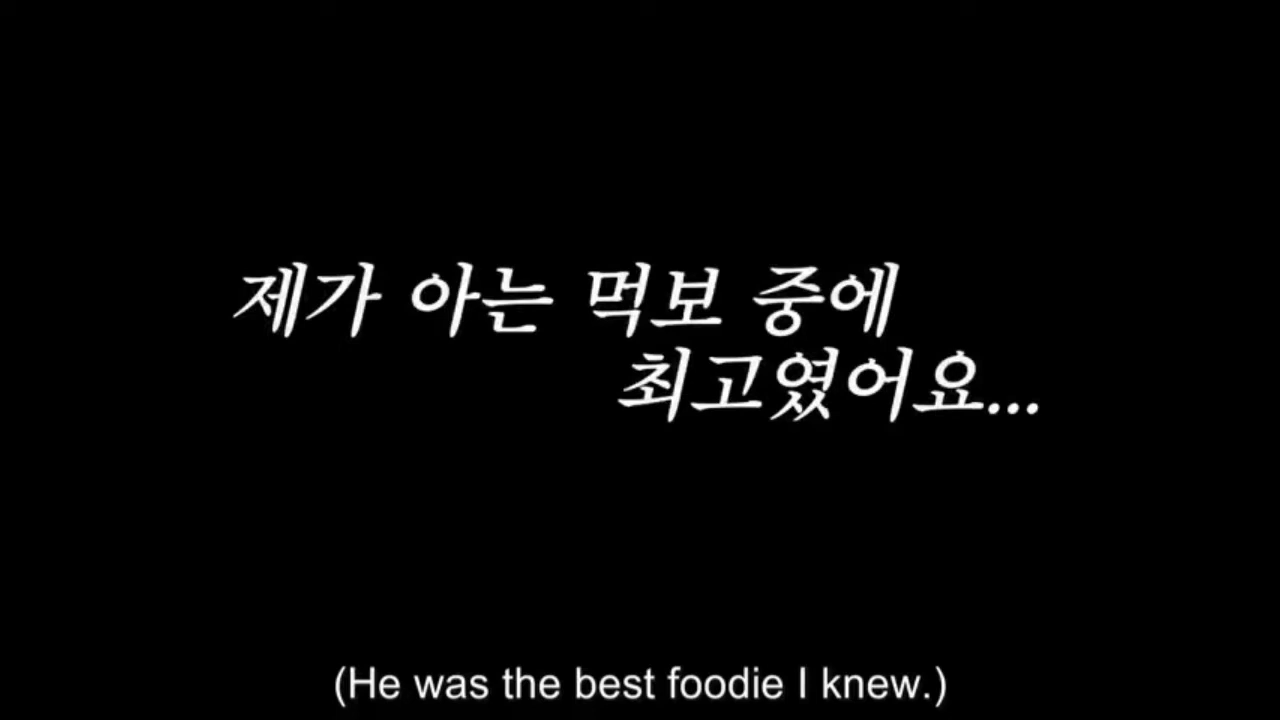 제가 아는 먹보 중에
최고였어요...
(He was the best foodie I knew.)